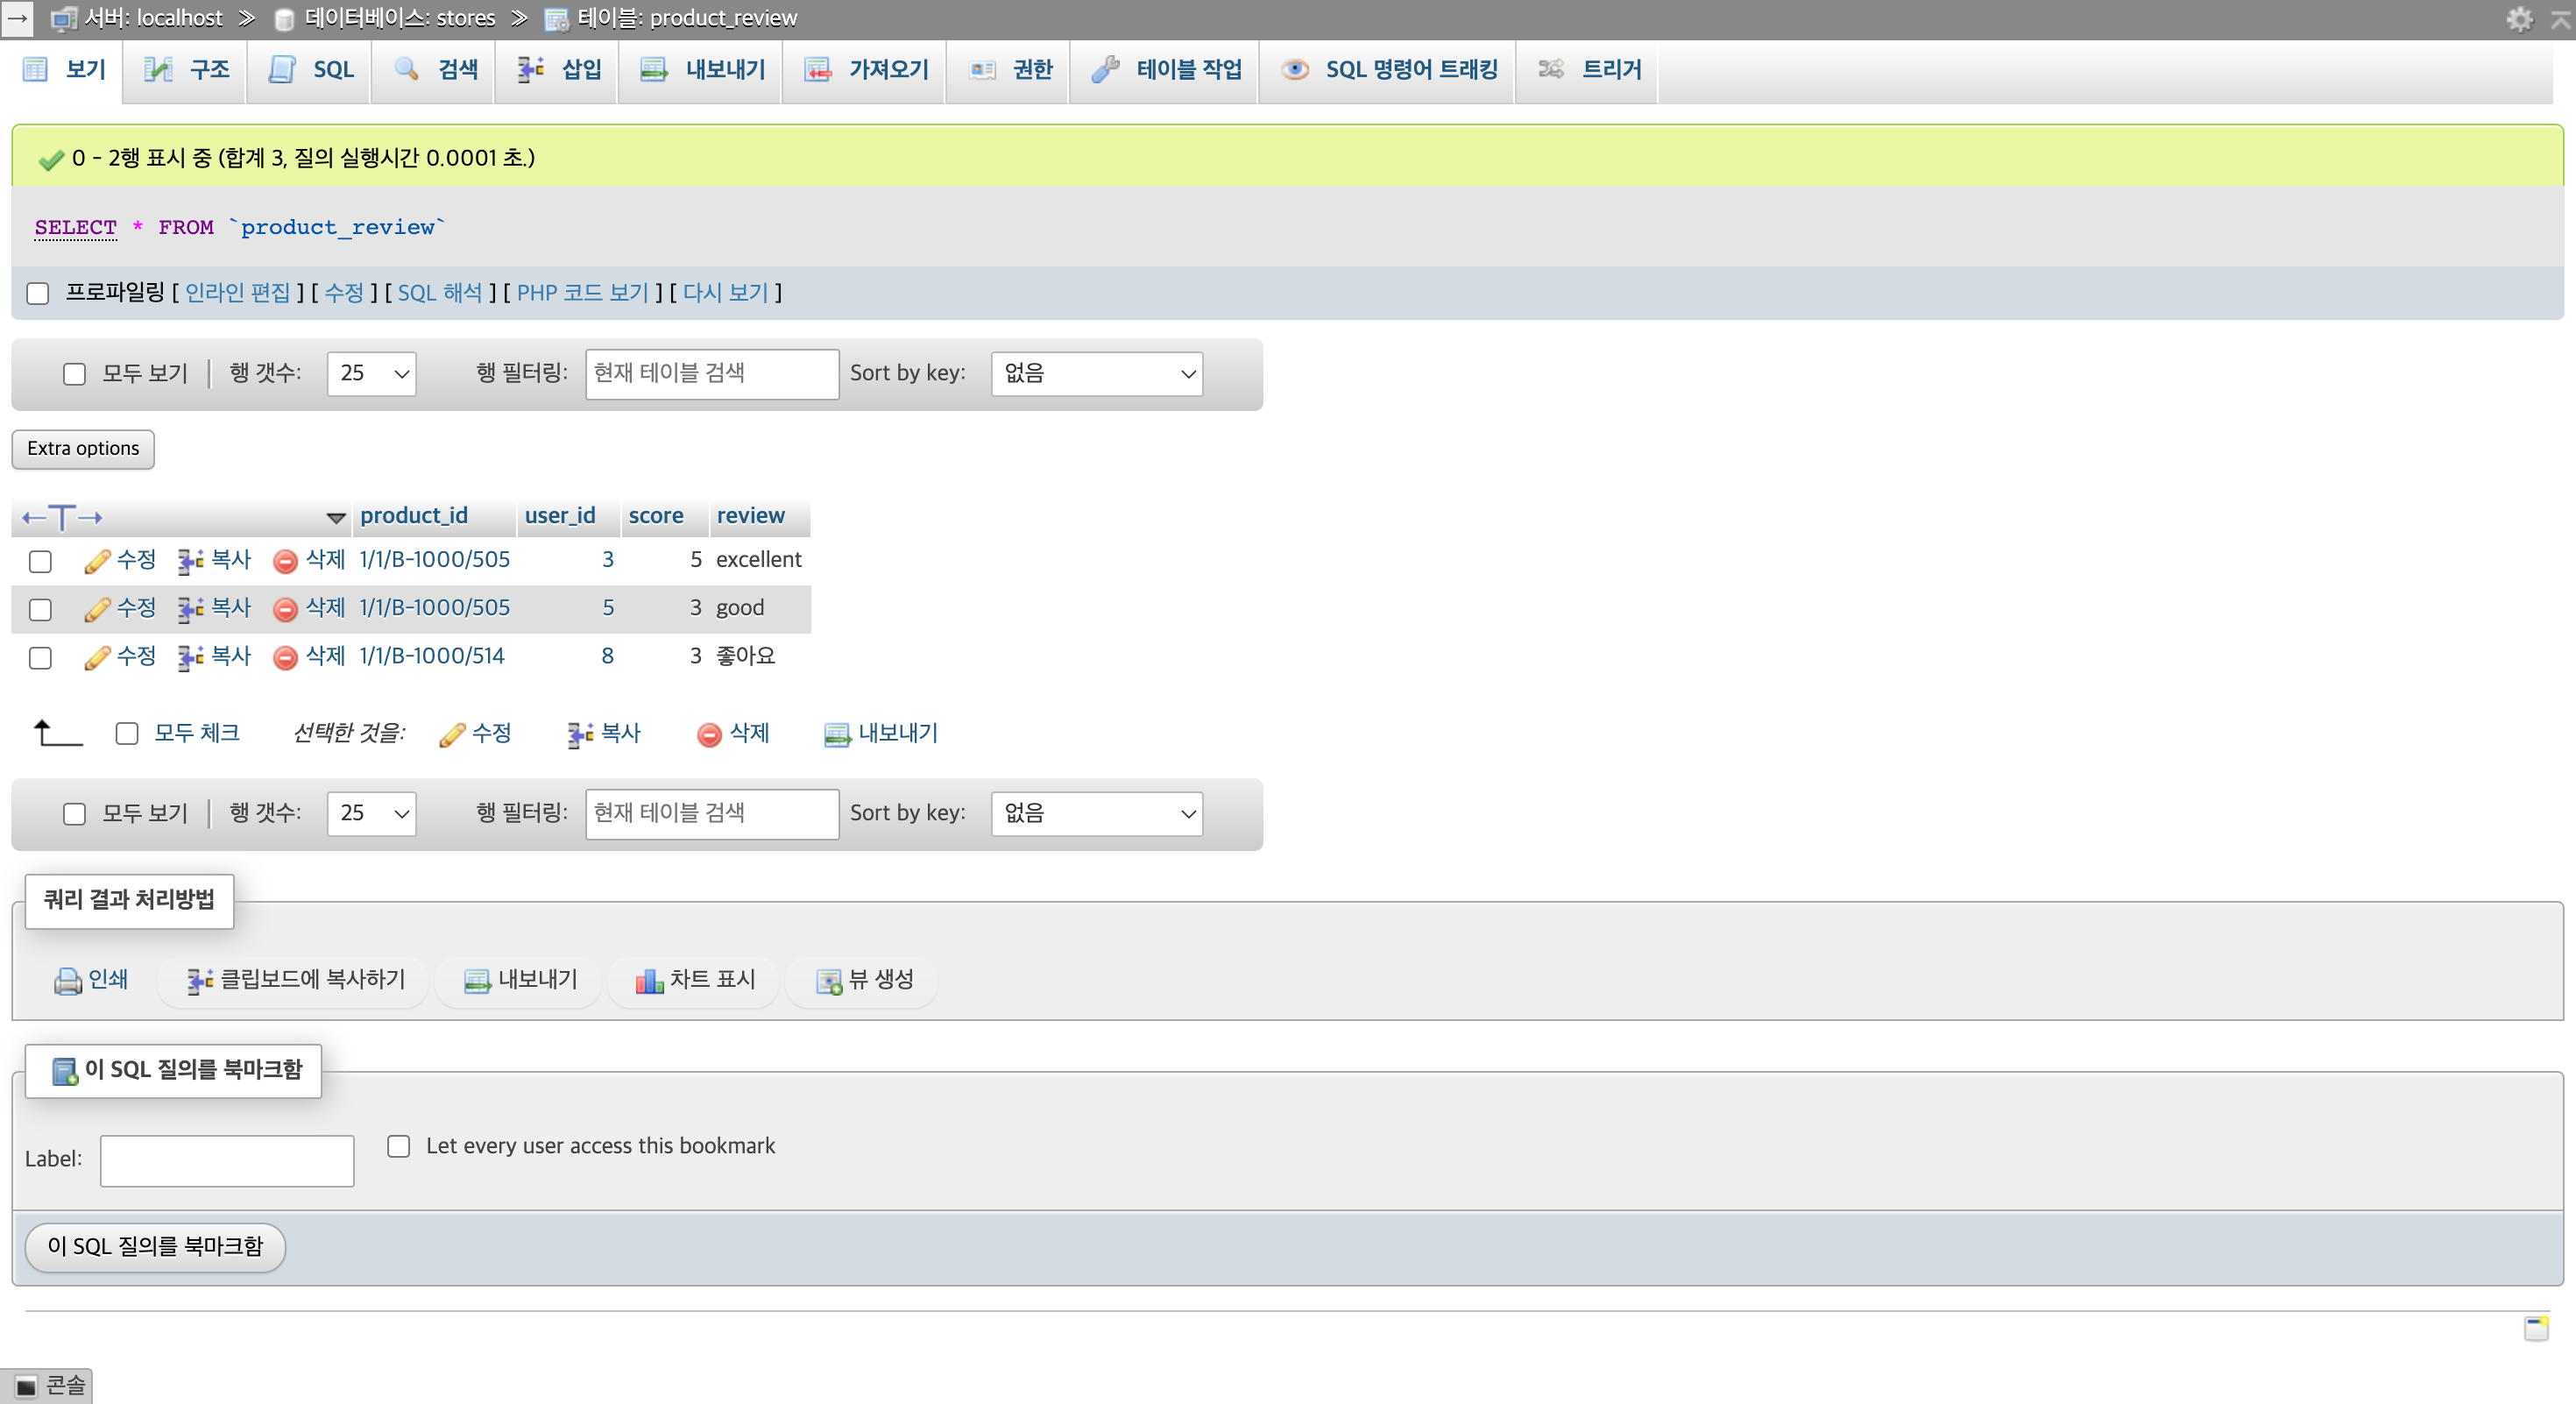 서버: localhost » 데이터베이스: stores » 테이블: product_review
보기 구조 SQL 검색 삽입 내보내기 가져오기 권한 테이블 작업 SQL 명령어 트래킹 트리거
0 - 2행 표시 중 (합계 3, 질의 실행시간 0.0001 초.)
SELECT * FROM `product_review`
프로파일링 [ 인라인 편집 ] [ 수정 ] [ SQL 해석 ] [ PHP 코드 보기 ] [ 다시 보기 ]
모두 보기 | 행 갯수: 25 행 필터링: 현재 테이블 검색 Sort by key: 없음
Extra options
←T→ product_id user_id score review
수정 복사 삭제 1/1/B-1000/505 3 5 excellent
수정 복사 삭제 1/1/B-1000/505 5 3 good
수정 복사 삭제 1/1/B-1000/514 8 3 좋아요
모두 체크 선택한 것을: 수정 복사 삭제 내보내기
모두 보기 | 행 갯수: 25 행 필터링: 현재 테이블 검색 Sort by key: 없음
쿼리 결과 처리방법
인쇄 클립보드에 복사하기 내보내기 차트 표시 뷰 생성
이 SQL 질의를 북마크함
Label: Let every user access this bookmark
이 SQL 질의를 북마크함
콘솔